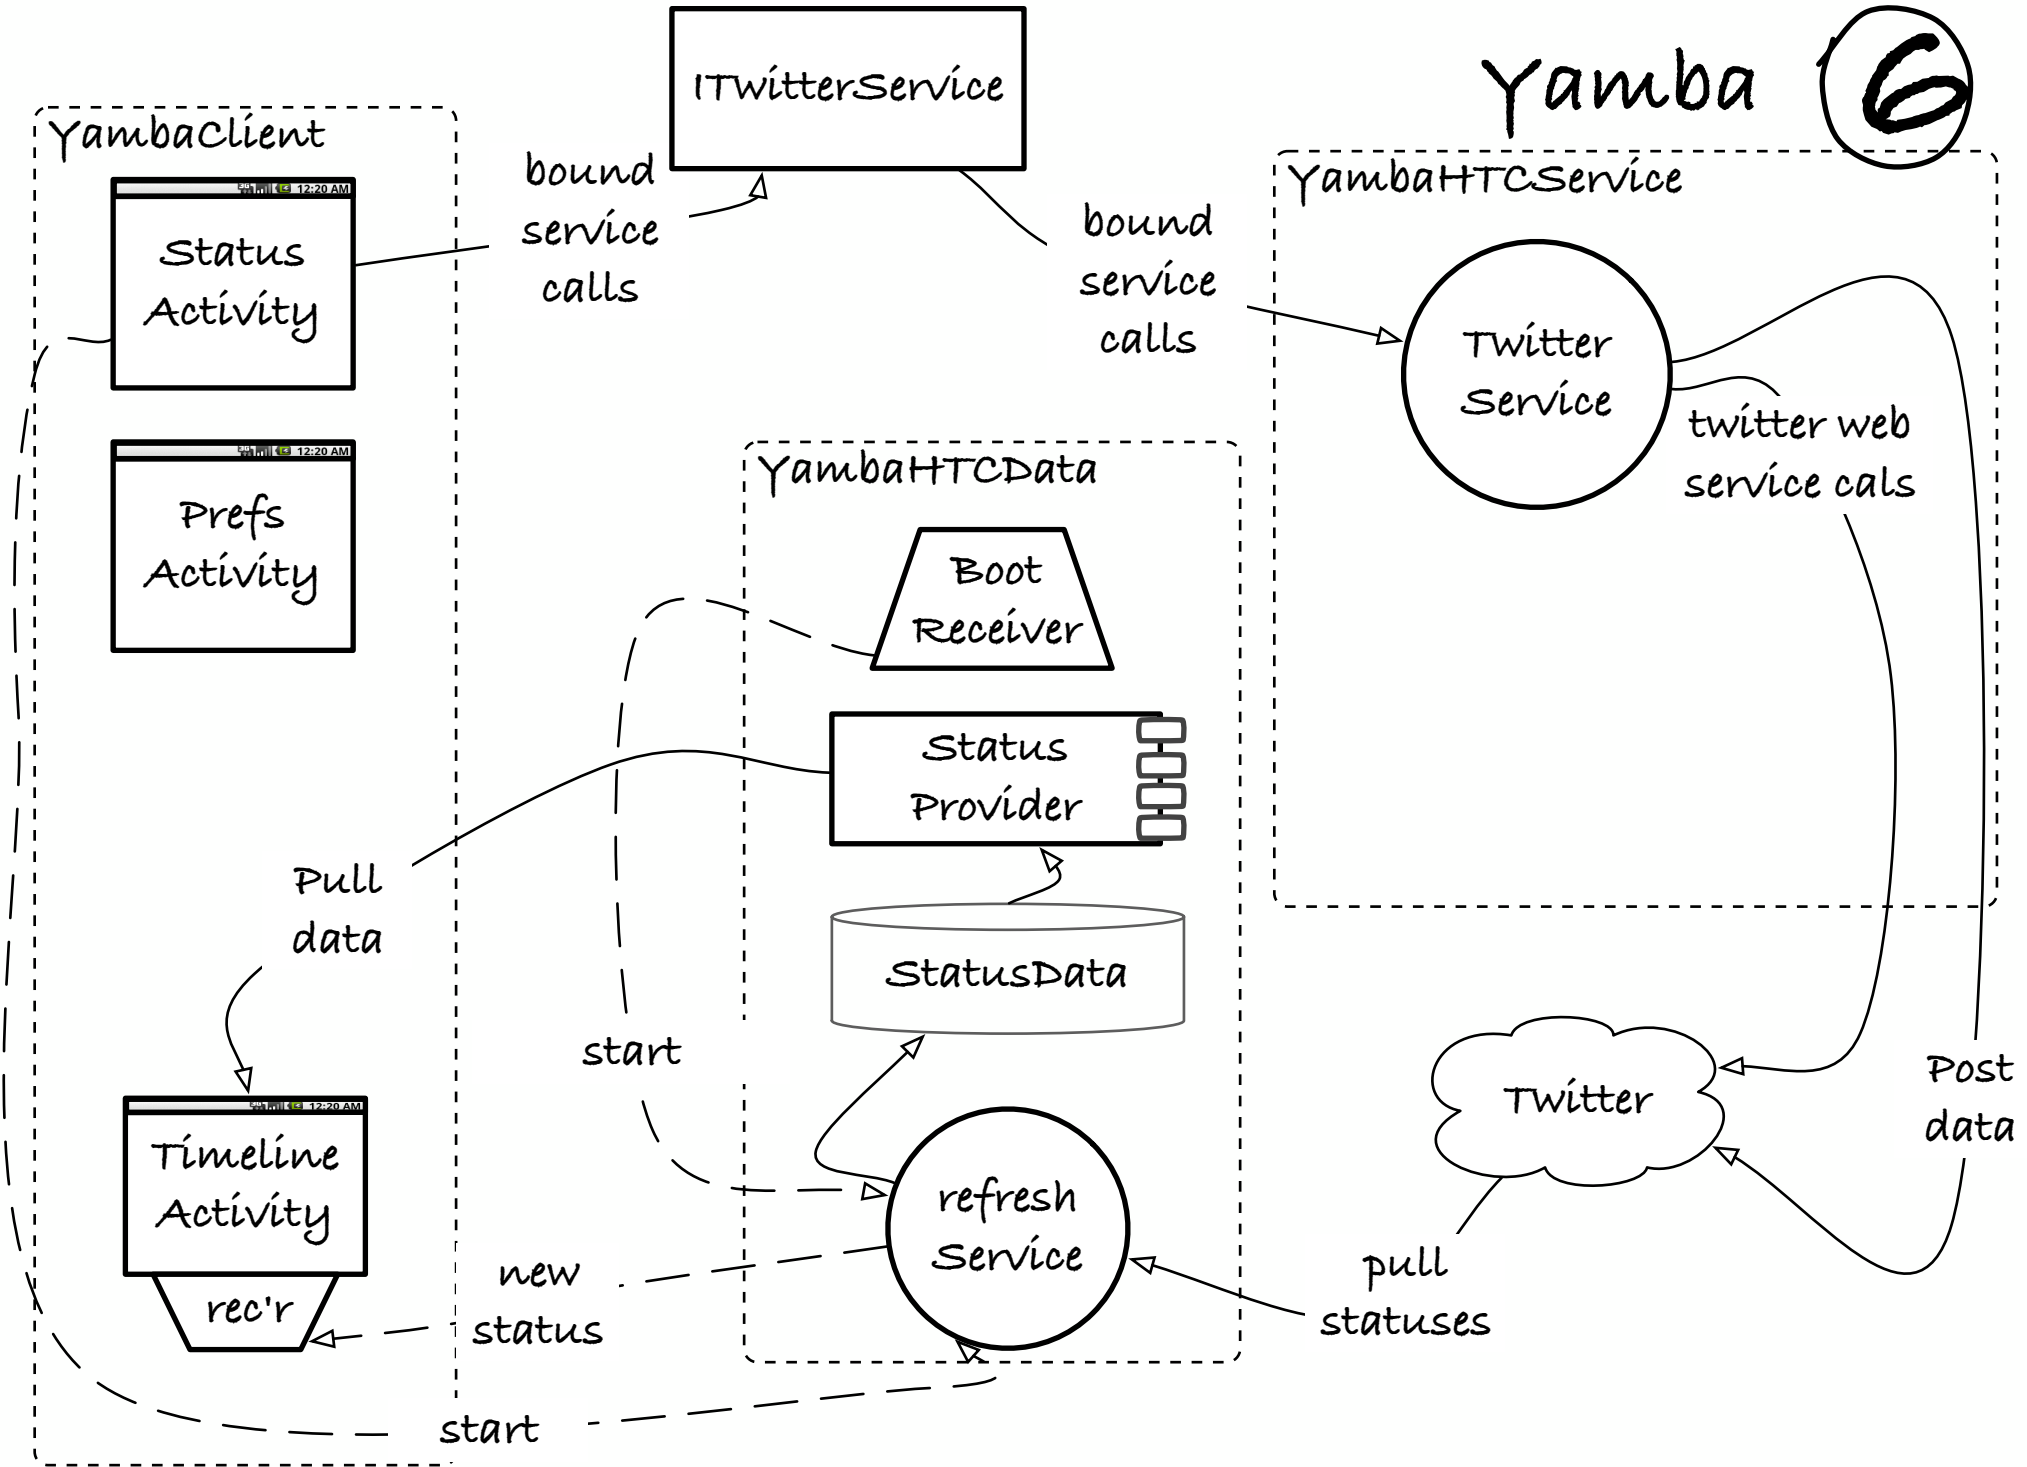 ITwitterService
Yamba 6
YambaClient
12:20 AM
Status
Activity
bound
service
calls
bound
service
calls
YambaHTCService
Twitter
Service
twitter web
service cals
12:20 AM
Prefs
Activity
YambaHTCData
Boot
Receiver
Status
Provider
Pull
data
StatusData
start
12:20 AM
Timeline
Activity
rec'r
new
status
refresh
Service
Twitter
Post
data
pull
statuses
start